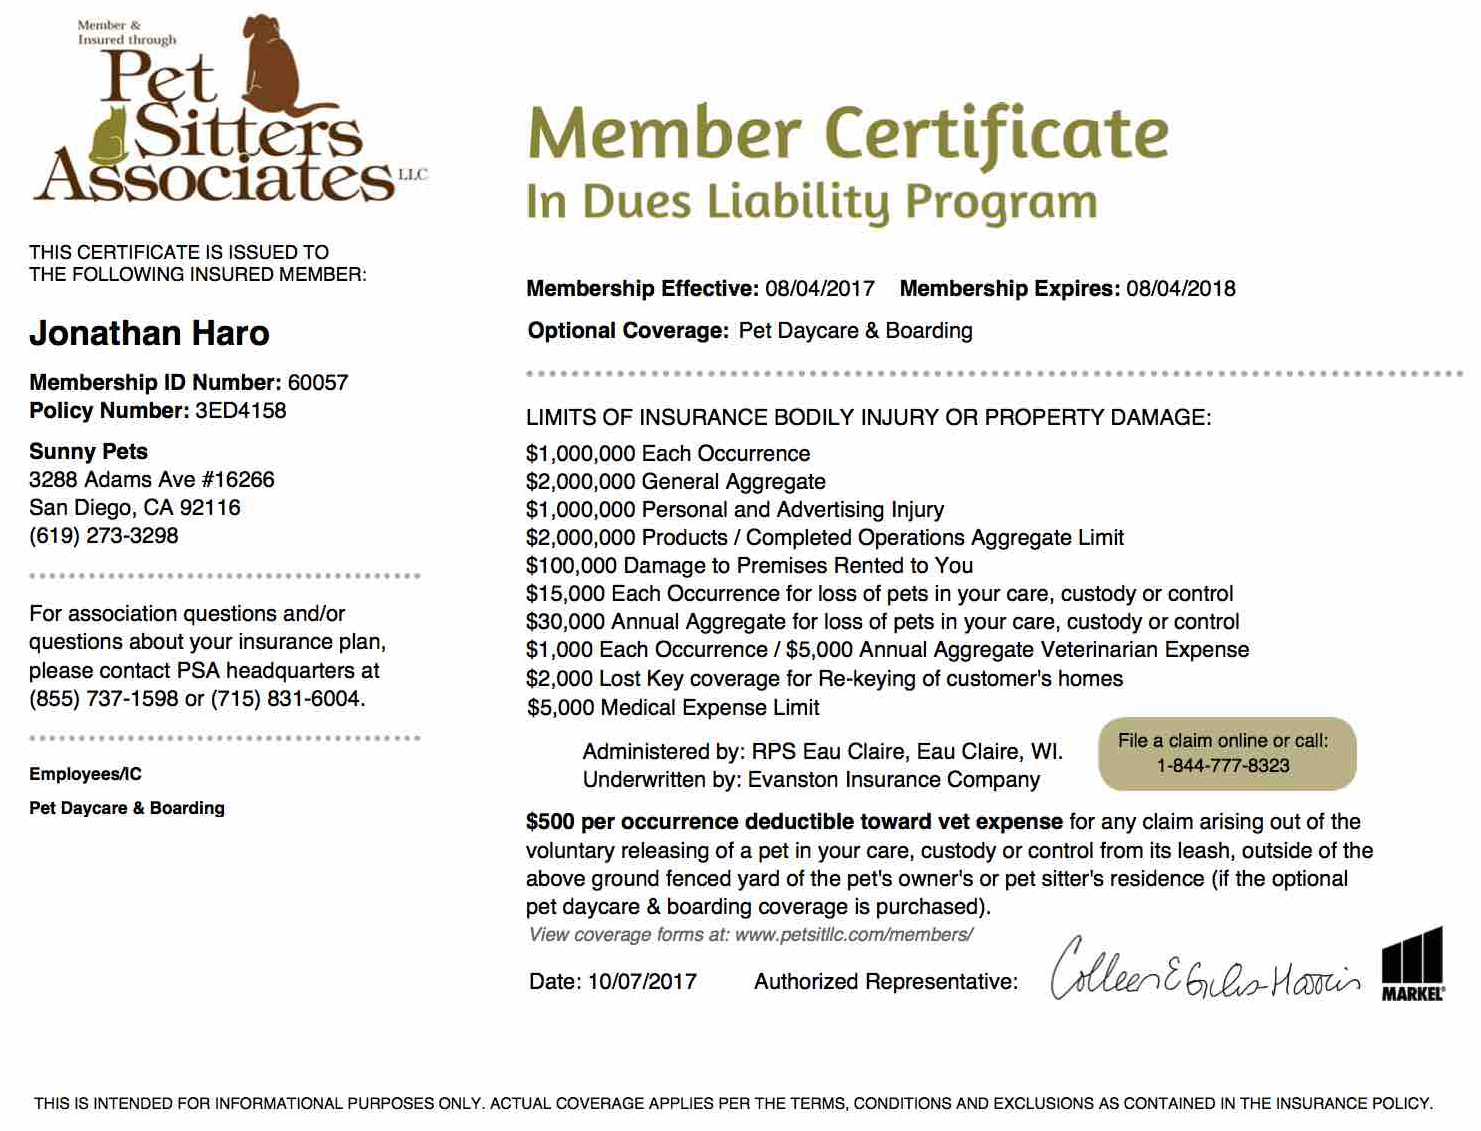 Member &
Insured through
Pet
Sitters
Associates LLC
THIS CERTIFICATE IS ISSUED TO
THE FOLLOWING INSURED MEMBER:
Jonathan Haro
Membership ID Number: 60057
Policy Number: 3ED4158
Sunny Pets
3288 Adams Ave #16266
San Diego, CA 92116
(619) 273-3298
For association questions and/or
questions about your insurance plan,
please contact PSA headquarters at
(855) 737-1598 or (715) 831-6004.
Employees/IC
Pet Daycare & Boarding
Member Certificate
In Dues Liability Program
Membership Effective: 08/04/2017 Membership Expires: 08/04/2018
Optional Coverage: Pet Daycare & Boarding
LIMITS OF INSURANCE BODILY INJURY OR PROPERTY DAMAGE:
$1,000,000 Each Occurrence
$2,000,000 General Aggregate
$1,000,000 Personal and Advertising Injury
$2,000,000 Products / Completed Operations Aggregate Limit
$100,000 Damage to Premises Rented to You
$15,000 Each Occurrence for loss of pets in your care, custody or control
$30,000 Annual Aggregate for loss of pets in your care, custody or control
$1,000 Each Occurrence / $5,000 Annual Aggregate Veterinarian Expense
$2,000 Lost Key coverage for Re-keying of customer's homes
$5,000 Medical Expense Limit
Administered by: RPS Eau Claire, Eau Claire, WI.
Underwritten by: Evanston Insurance Company
File a claim online or call:
1-844-777-8323
$500 per occurrence deductible toward vet expense for any claim arising out of the
voluntary releasing of a pet in your care, custody or control from its leash, outside of the
above ground fenced yard of the pet's owner's or pet sitter's residence (if the optional
pet daycare & boarding coverage is purchased).
View coverage forms at: www.petsitllc.com/members/
Date: 10/07/2017 Authorized Representative: Colleen E Harris
MARKEL®
THIS IS INTENDED FOR INFORMATIONAL PURPOSES ONLY. ACTUAL COVERAGE APPLIES PER THE TERMS, CONDITIONS AND EXCLUSIONS AS CONTAINED IN THE INSURANCE POLICY.